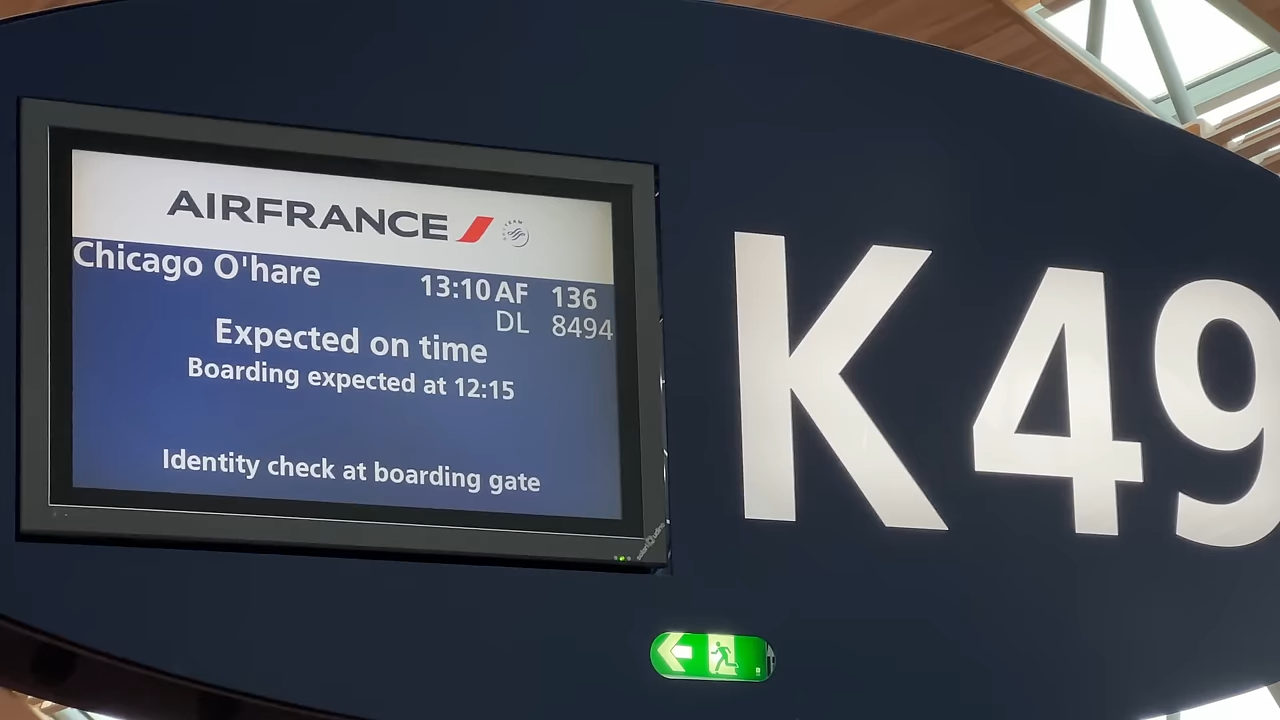 AIRFRANCE
SKYTEAM
Chicago O'hare 13:10 AF 136
DL 8494
Expected on time
Boarding expected at 12:15
Identity check at boarding gate
K49